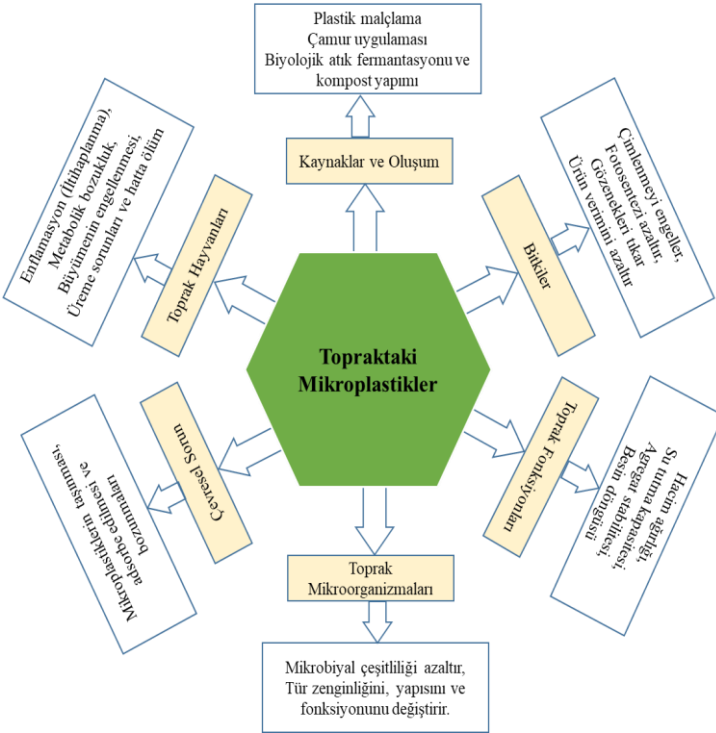 Plastik malçlama
Çamur uygulaması
Biyolojik atık fermantasyonu ve
kompost yapımı
Kaynaklar ve Oluşum
Enflamasyon (İtihaplanma),
Metabolik bozukluk,
Büyümenin engellenmesi,
Üreme sorunları ve hatta ölüm
Toprak Hayvanları
Bitkiler
Çimlenmeyi engeller,
Fotosentezi azaltır,
Gözenekleri tıkar
Ürün verimini azaltır
Topraktaki
Mikroplastikler
Mikroplastiklerin taşınması,
adsorbe edilmesi ve
bozumaları
Çevresel Sorun
Toprak Fonksiyonları
Hacim ağırlığı,
Su tutma kapasitesi,
Agregat stabilitesi,
Besin döngüsü
Toprak
Mikroorganizmaları
Mikrobiyal çeşitliliği azaltır,
Tür zenginliğini, yapısını ve
fonksiyonunu değiştirir.